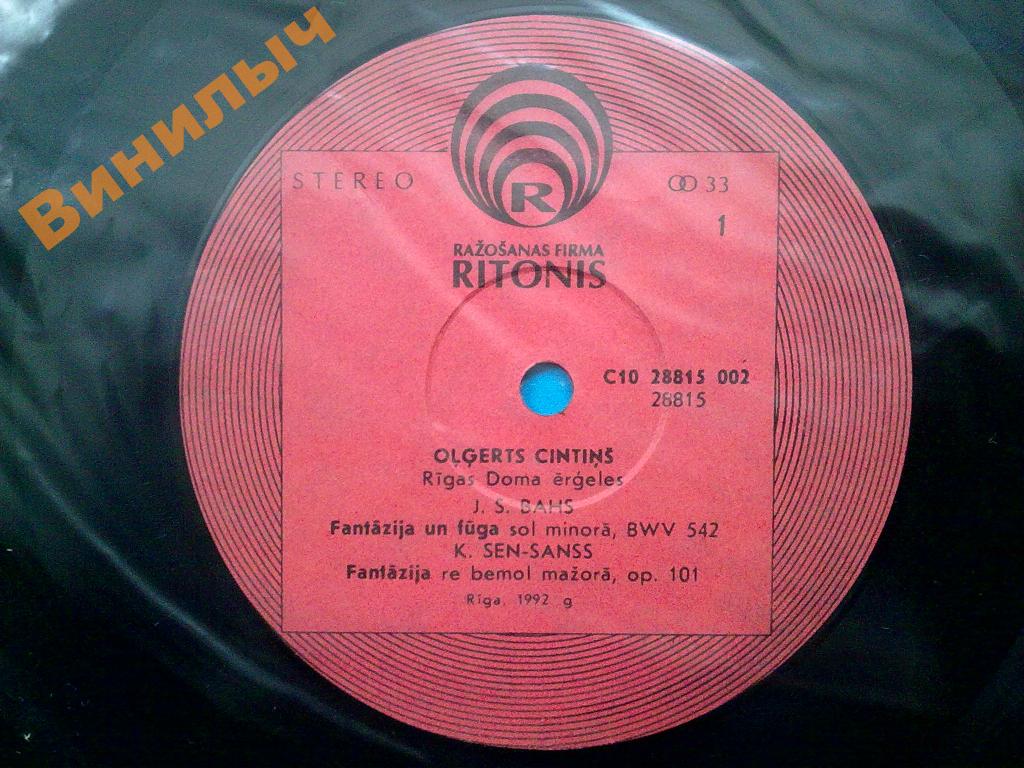 Винилыч
STEREO
33
1
R
RAŽOŠANAS FIRMA
RITONIS
C10 28815 002
28815
OĻĢERTS CINTIŅŠ
Rīgas Doma ērģeles
J. S. BAHS
Fantāzija un fūga sol minorā, BWV 542
K. SEN-SANSS
Fantāzija re bemol mažorā, op. 101
Rīga, 1992 g